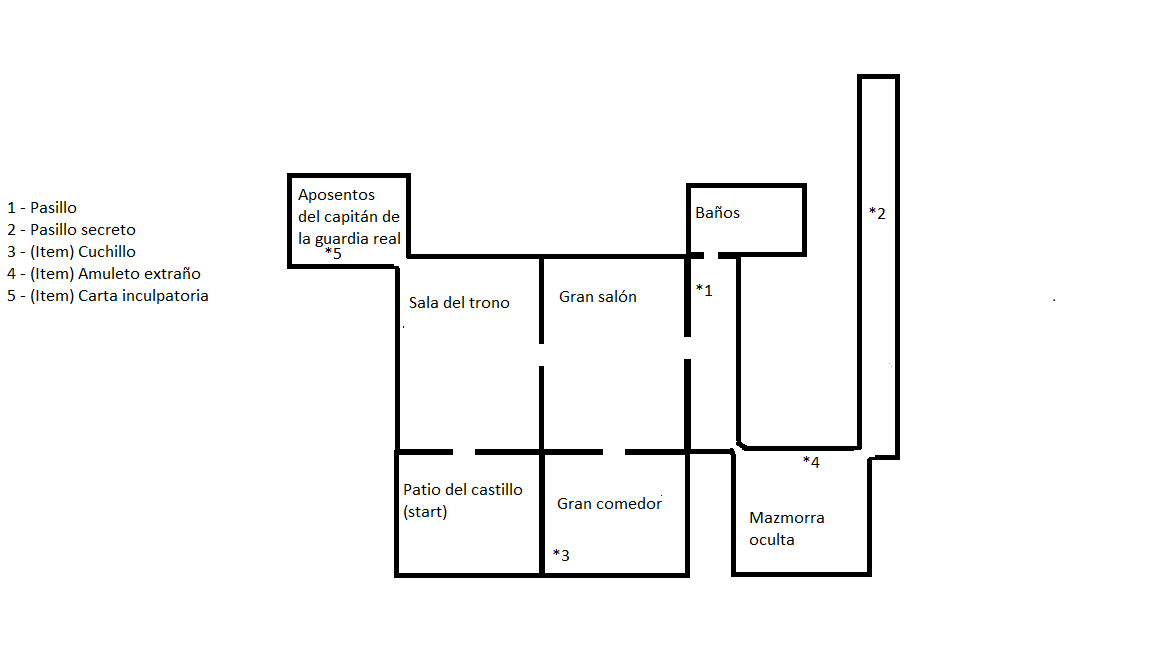 1 - Pasillo
2 - Pasillo secreto
3 - (Item) Cuchillo
4 - (Item) Amuleto extraño
5 - (Item) Carta inculpatoria
Aposentos
del capitán de
la guardia real
*5
Baños
*2
*1
Sala del trono
Gran salón
*4
Patio del castillo
(start)
Gran comedor
*3
Mazmorra
oculta